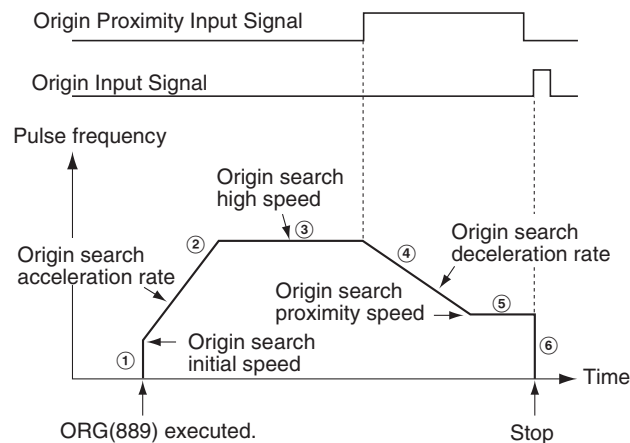 Origin Proximity Input Signal
Origin Input Signal
Pulse frequency
Origin search
high speed
②
③
④
Origin search
acceleration rate
Origin search
deceleration rate
Origin search
proximity speed
⑤
①
Origin search
initial speed
⑥
Time
ORG(889) executed.
Stop